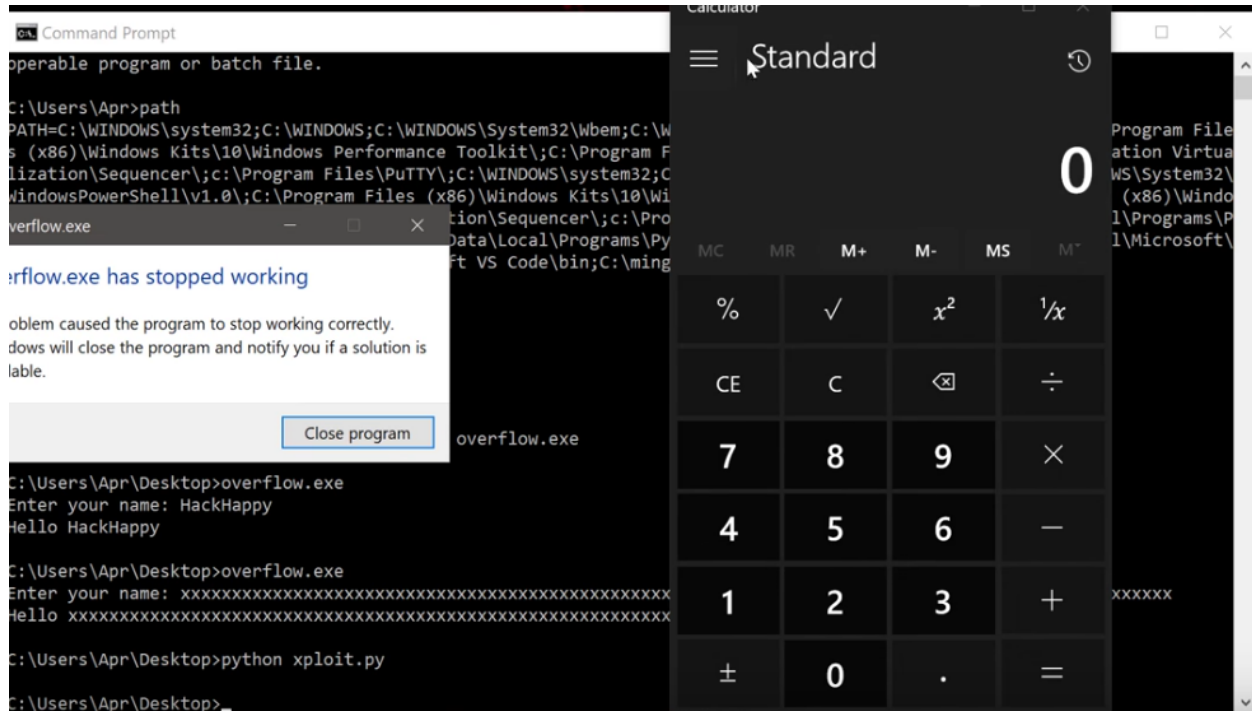 Command Prompt
operable program or batch file.
C:\Users\Apr>path
PATH=C:\WINDOWS\system32;C:\WINDOWS;C:\WINDOWS\System32\Wbem;C:\W
Program File
s (x86)\Windows Kits\10\Windows Performance Toolkit\;C:\Program F
ation Virtua
lization\Sequencer\;c:\Program Files\PuTTY\;C:\WINDOWS\system32;C
WS\System32\
WindowsPowerShell\v1.0\;C:\Program Files (x86)\Windows Kits\10\Wi
(x86)\Windo
tion\Sequencer\;c:\Pro
l\Programs\P
Data\Local\Programs\Py
l\Microsoft\
ft VS Code\bin;C:\ming
verflow.exe
erflow.exe has stopped working
oblem caused the program to stop working correctly.
dows will close the program and notify you if a solution is
lable.
Close program
overflow.exe
C:\Users\Apr\Desktop>overflow.exe
Enter your name: HackHappy
Hello HackHappy
C:\Users\Apr\Desktop>overflow.exe
Enter your name: xxxxxxxxxxxxxxxxxxxxxxxxxxxxxxxxxxxxxxxxxxxxxxxxx
xxxxxxx
Hello xxxxxxxxxxxxxxxxxxxxxxxxxxxxxxxxxxxxxxxxxxxxxxxxxxxxxxxxxxx
C:\Users\Apr\Desktop>python xploit.py
C:\Users\Apr\Desktop>_
Calculator
Standard
0
MC MR M+ M- MS M˅
% √ x² ¹/x
CE C ⌫ ÷
7 8 9 ×
4 5 6 −
1 2 3 +
± 0 . =